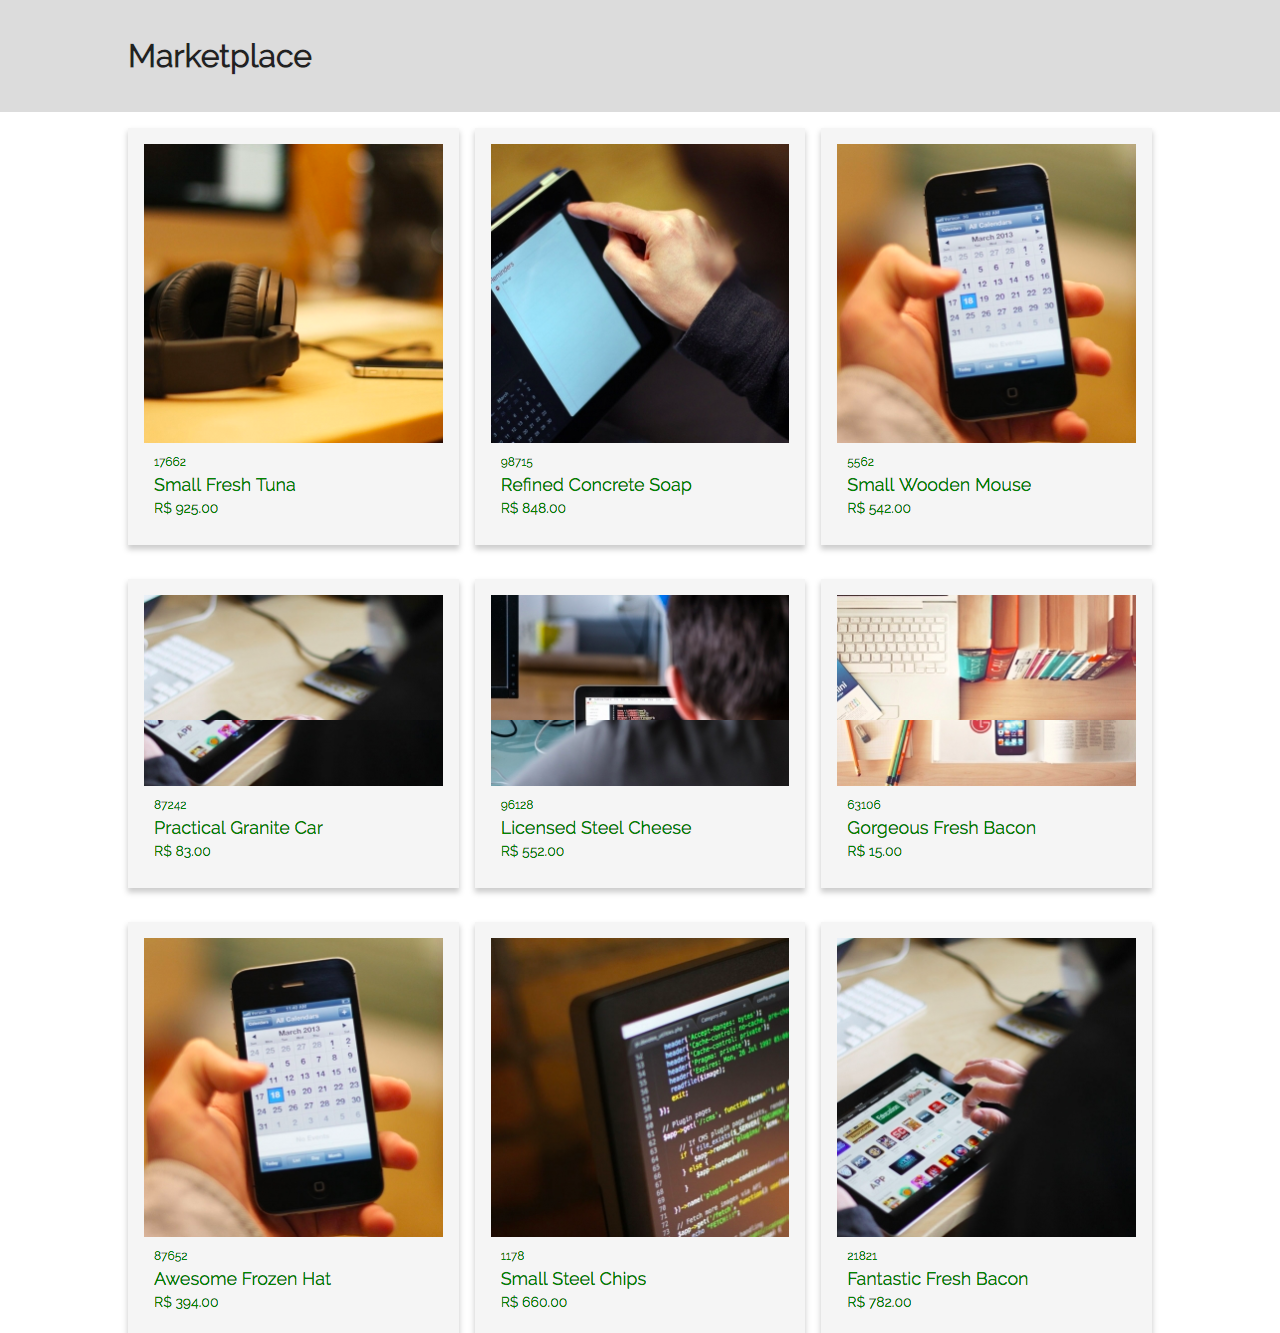 Marketplace
17662
Small Fresh Tuna
R$ 925.00
98715
Refined Concrete Soap
R$ 848.00
5562
Small Wooden Mouse
R$ 542.00
87242
Practical Granite Car
R$ 83.00
96128
Licensed Steel Cheese
R$ 552.00
63106
Gorgeous Fresh Bacon
R$ 15.00
87652
Awesome Frozen Hat
R$ 394.00
1178
Small Steel Chips
R$ 660.00
21821
Fantastic Fresh Bacon
R$ 782.00